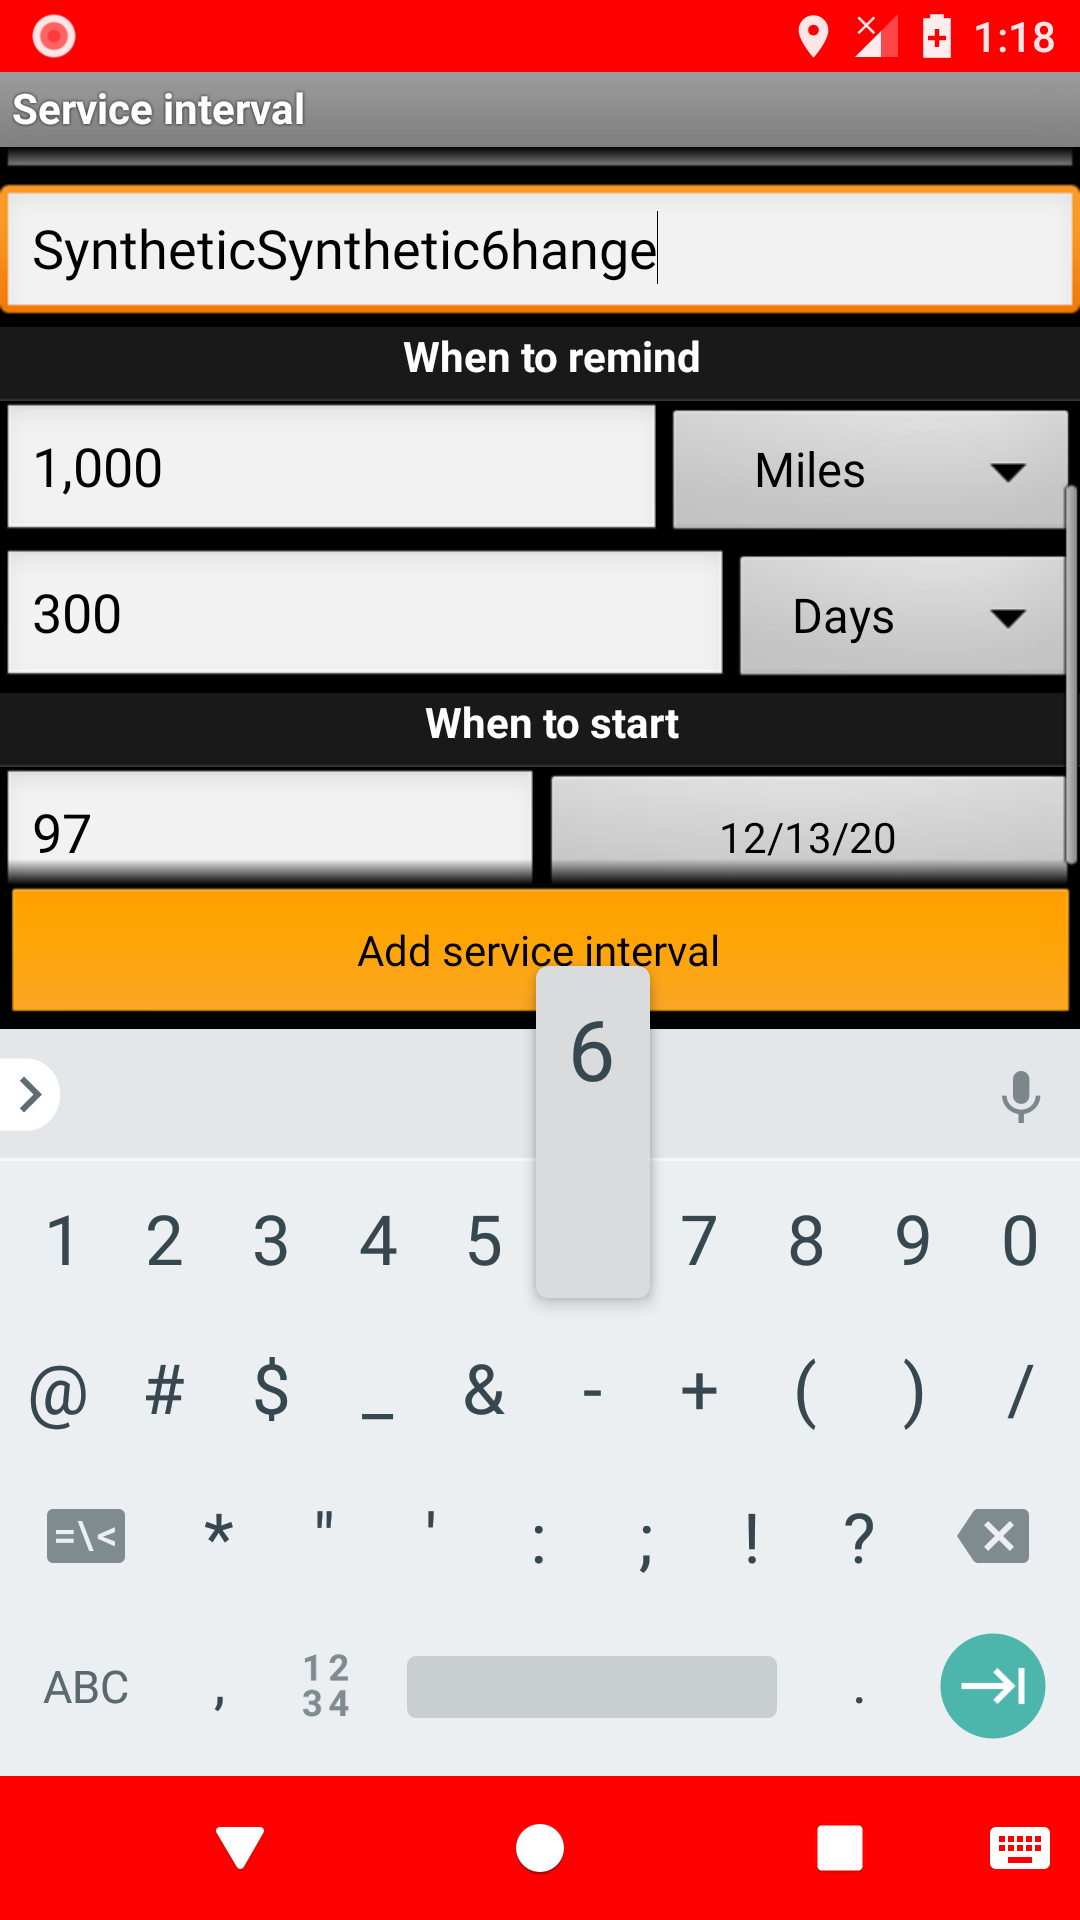 1:18
Service interval
SyntheticSynthetic6hange
When to remind
1,000 Miles
300 Days
When to start
97 12/13/20
Add service interval
6
1 2 3 4 5 7 8 9 0
@ # $ _ & - + ( ) /
=\< * " ' : ; ! ?
ABC , 12 34 .